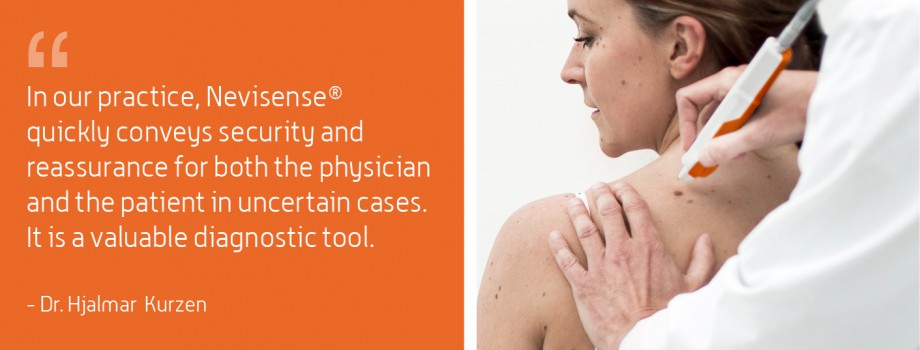 “
In our practice, Nevisense®
quickly conveys security and
reassurance for both the physician
and the patient in uncertain cases.
It is a valuable diagnostic tool.
- Dr. Hjalmar Kurzen